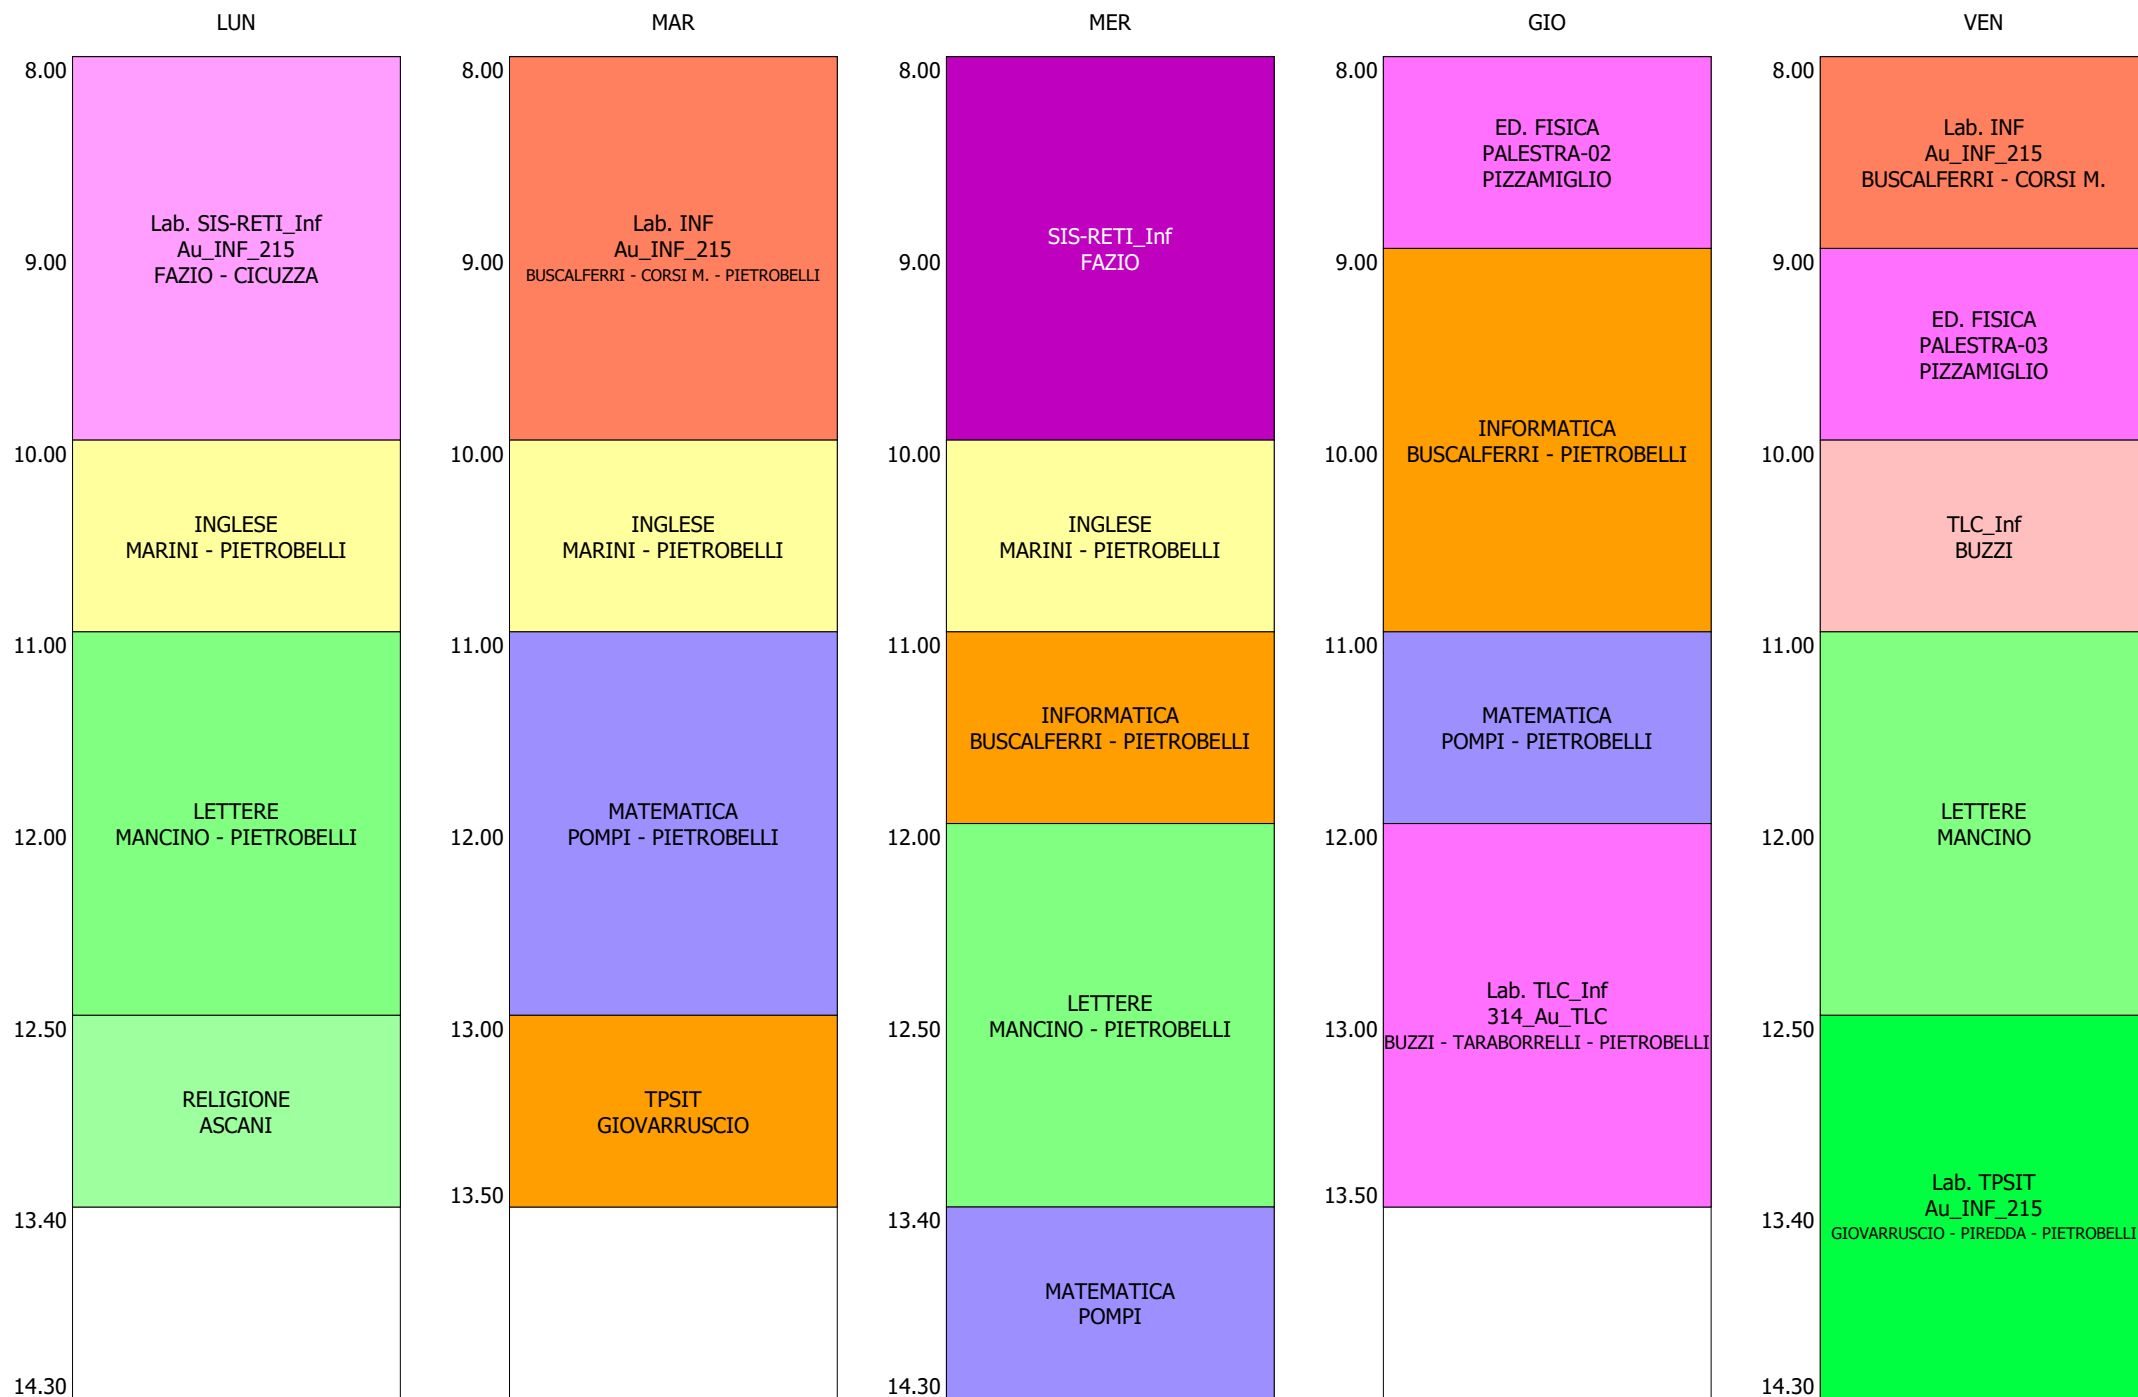 LUN
8.00
Lab. SIS-RETI_Inf
Au_INF_215
FAZIO - CICUZZA
9.00
10.00
INGLESE
MARINI - PIETROBELLI
11.00
LETTERE
MANCINO - PIETROBELLI
12.00
12.50
RELIGIONE
ASCANI
13.40
14.30
MAR
8.00
Lab. INF
Au_INF_215
BUSCALFERRI - CORSI M. - PIETROBELLI
9.00
10.00
INGLESE
MARINI - PIETROBELLI
11.00
MATEMATICA
POMPI - PIETROBELLI
12.00
13.00
TPSIT
GIOVARRUSCIO
13.50
MER
8.00
SIS-RETI_Inf
FAZIO
9.00
10.00
INGLESE
MARINI - PIETROBELLI
11.00
INFORMATICA
BUSCALFERRI - PIETROBELLI
12.00
LETTERE
MANCINO - PIETROBELLI
12.50
13.40
MATEMATICA
POMPI
14.30
GIO
8.00
ED. FISICA
PALESTRA-02
PIZZAMIGLIO
9.00
INFORMATICA
BUSCALFERRI - PIETROBELLI
10.00
11.00
MATEMATICA
POMPI - PIETROBELLI
12.00
Lab. TLC_Inf
314_Au_TLC
BUZZI - TARABORRELLI - PIETROBELLI
13.00
13.50
VEN
8.00
Lab. INF
Au_INF_215
BUSCALFERRI - CORSI M.
9.00
ED. FISICA
PALESTRA-03
PIZZAMIGLIO
10.00
TLC_Inf
BUZZI
11.00
LETTERE
MANCINO
12.00
12.50
Lab. TPSIT
Au_INF_215
GIOVARRUSCIO - PIREDDA - PIETROBELLI
13.40
14.30